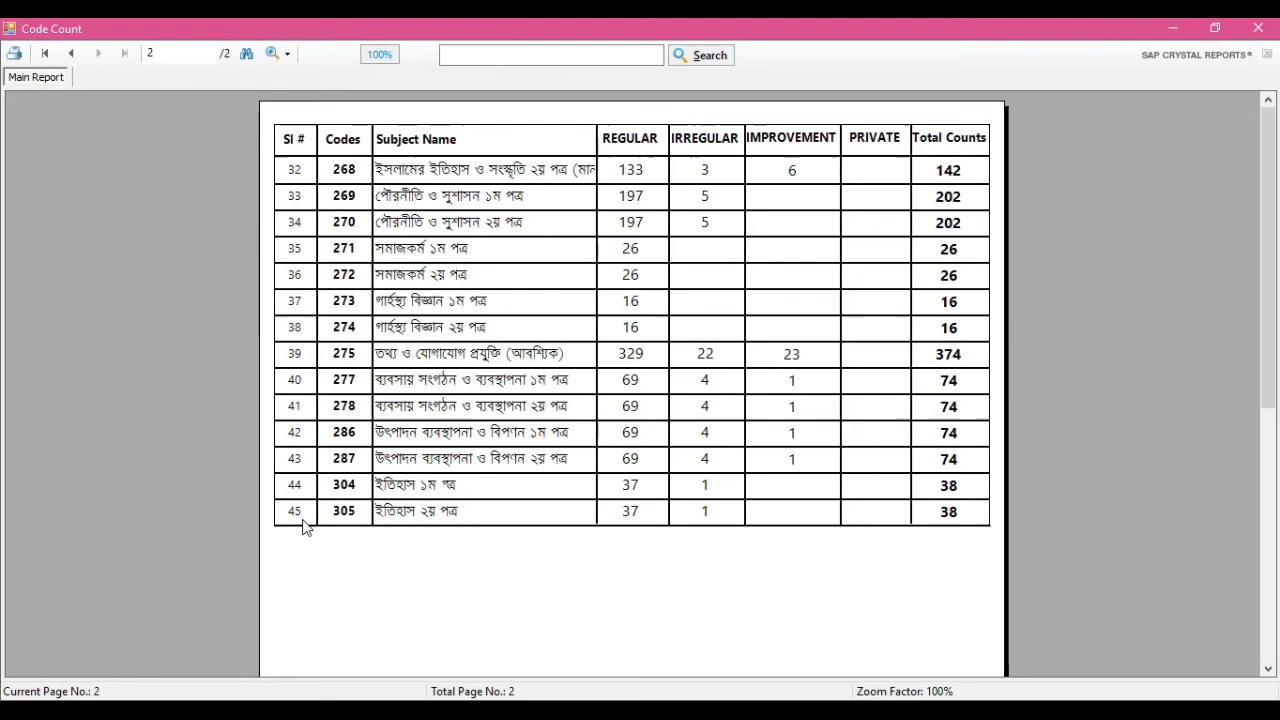 Code Count
2 /2 100% Search SAP CRYSTAL REPORTS®
Main Report
Sl # Codes Subject Name REGULAR IRREGULAR IMPROVEMENT PRIVATE Total Counts
32 268 ইসলামের ইতিহাস ও সংস্কৃতি ২য় পত্র (মান 133 3 6 142
33 269 পৌরনীতি ও সুশাসন ১ম পত্র 197 5 202
34 270 পৌরনীতি ও সুশাসন ২য় পত্র 197 5 202
35 271 সমাজকর্ম ১ম পত্র 26 26
36 272 সমাজকর্ম ২য় পত্র 26 26
37 273 গার্হস্থ্য বিজ্ঞান ১ম পত্র 16 16
38 274 গার্হস্থ্য বিজ্ঞান ২য় পত্র 16 16
39 275 তথ্য ও যোগাযোগ প্রযুক্তি (আবশ্যিক) 329 22 23 374
40 277 ব্যবসায় সংগঠন ও ব্যবস্থাপনা ১ম পত্র 69 4 1 74
41 278 ব্যবসায় সংগঠন ও ব্যবস্থাপনা ২য় পত্র 69 4 1 74
42 286 উৎপাদন ব্যবস্থাপনা ও বিপণন ১ম পত্র 69 4 1 74
43 287 উৎপাদন ব্যবস্থাপনা ও বিপণন ২য় পত্র 69 4 1 74
44 304 ইতিহাস ১ম পত্র 37 1 38
45 305 ইতিহাস ২য় পত্র 37 1 38
Current Page No.: 2 Total Page No.: 2 Zoom Factor: 100%